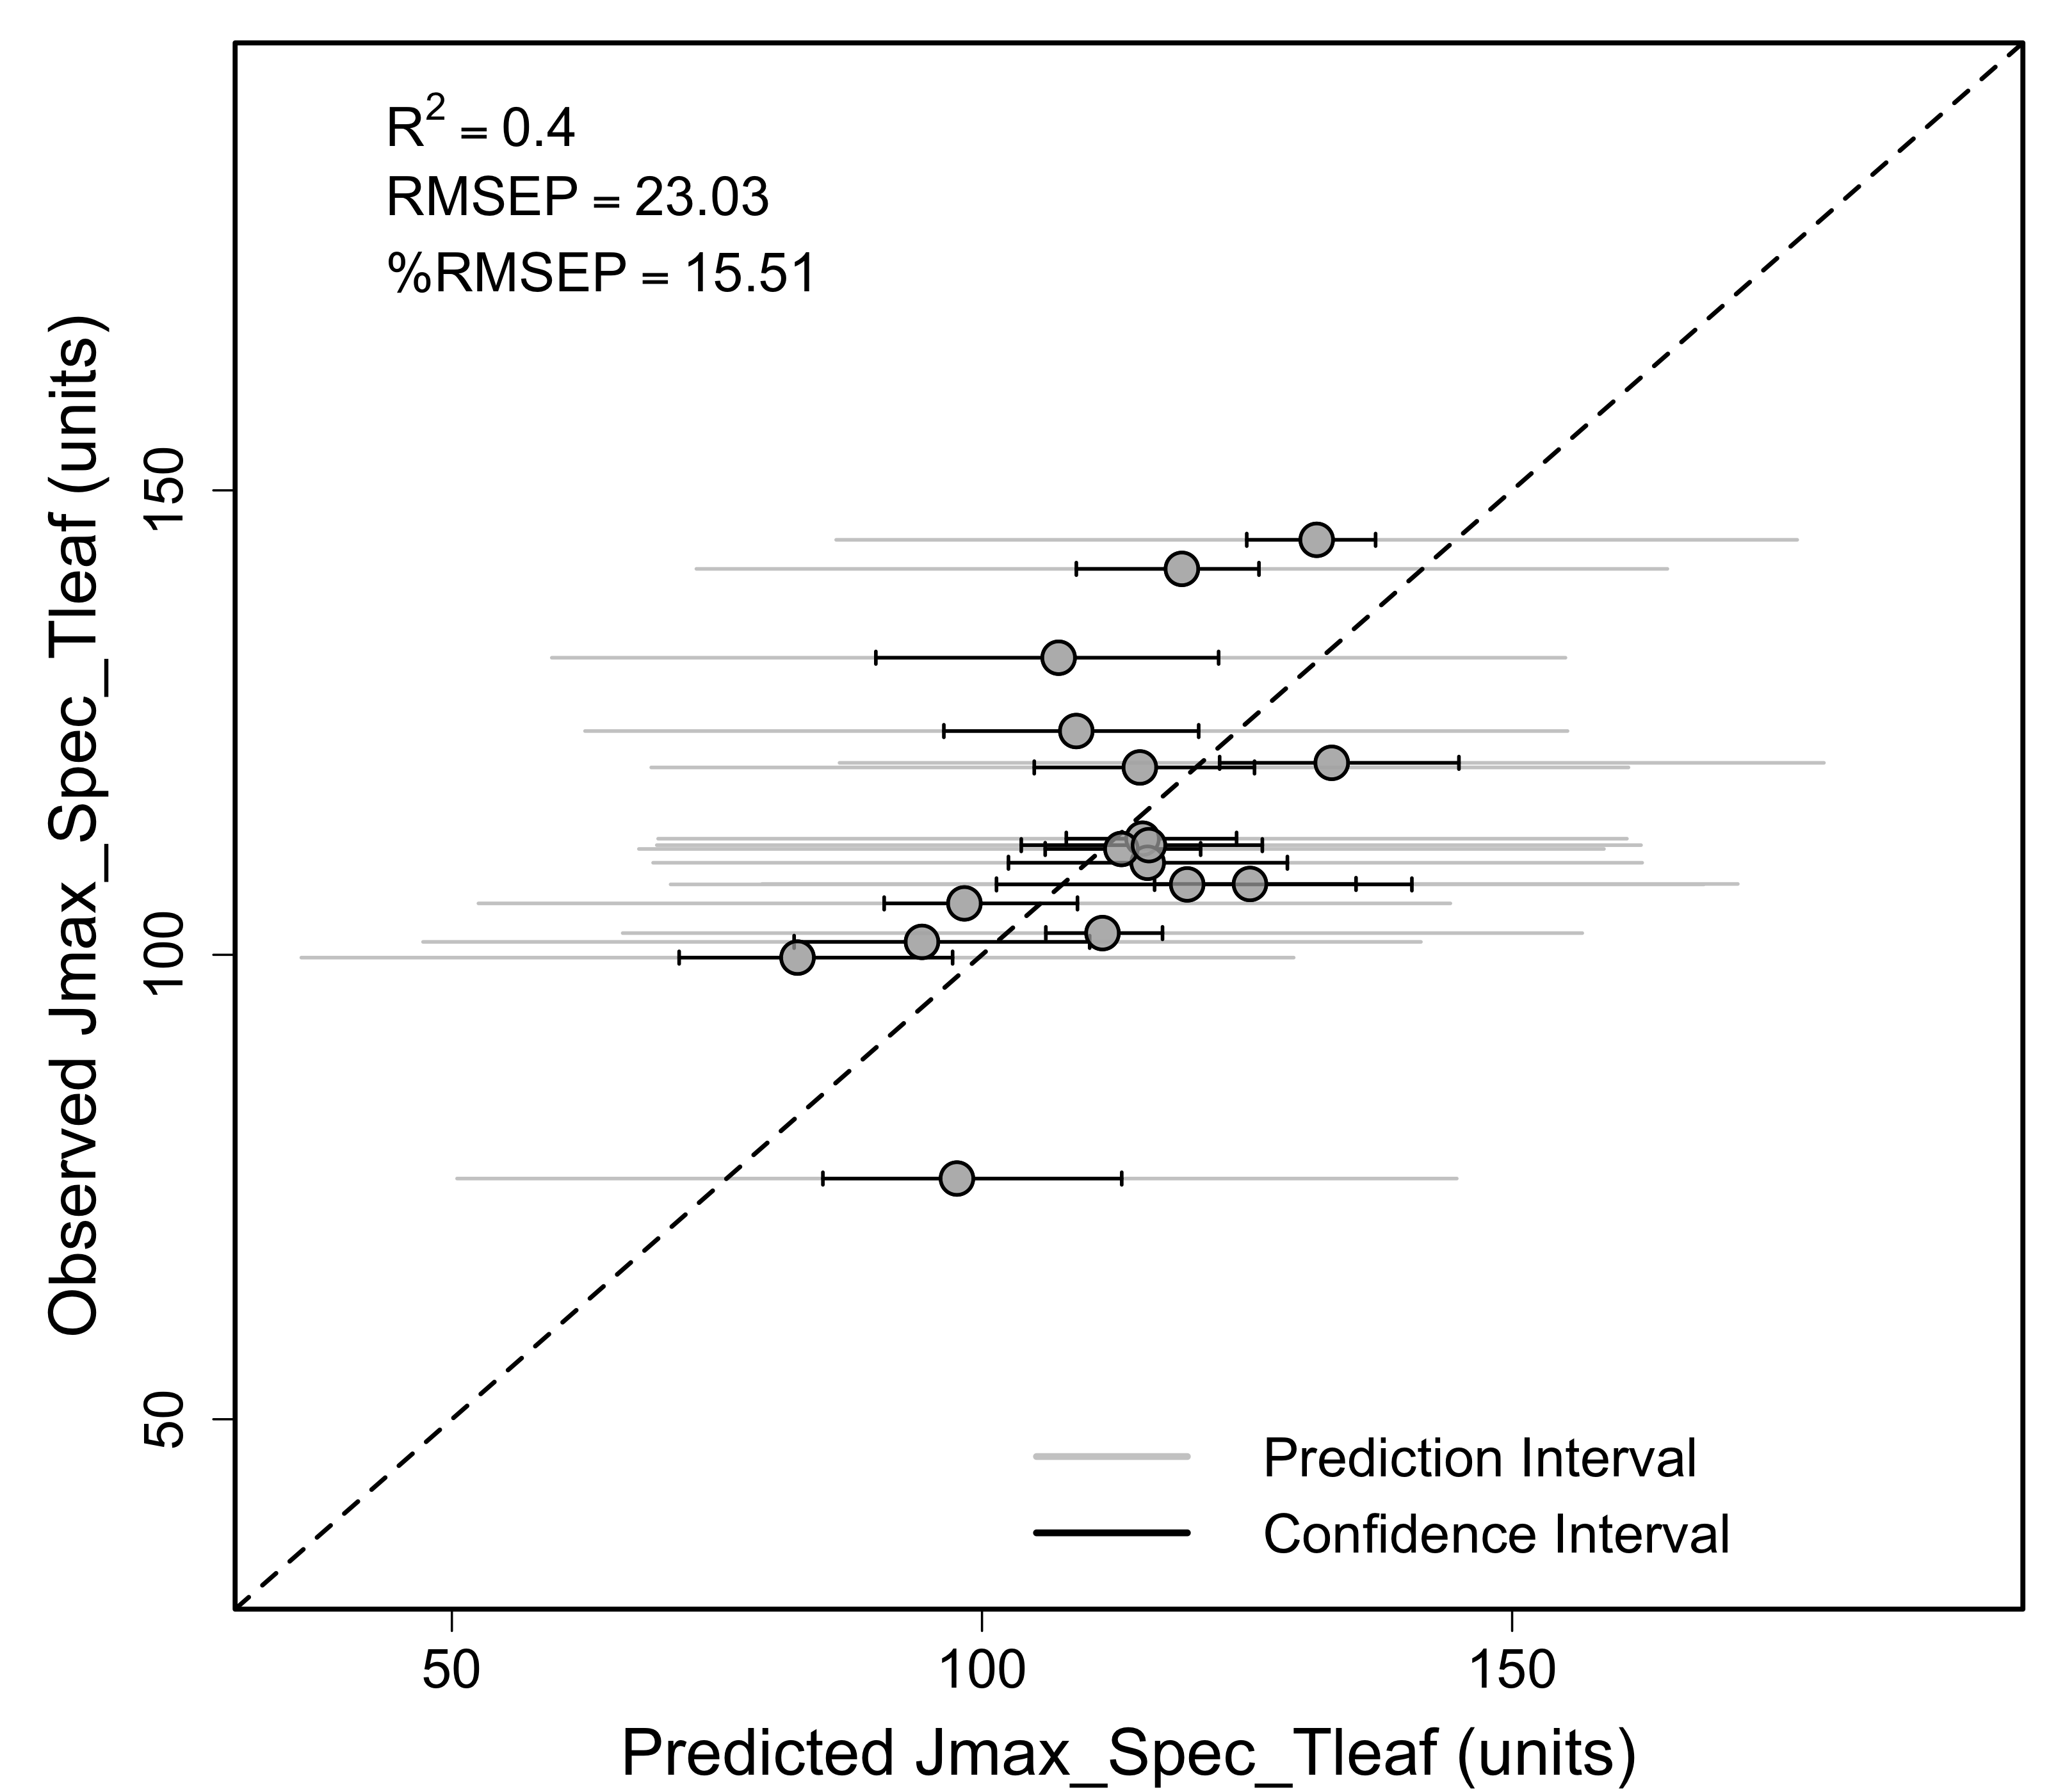 R2 = 0.4
RMSEP = 23.03
%RMSEP = 15.51
Observed Jmax_Spec_Tleaf (units)
150
100
50
Prediction Interval
Confidence Interval
50 100 150
Predicted Jmax_Spec_Tleaf (units)